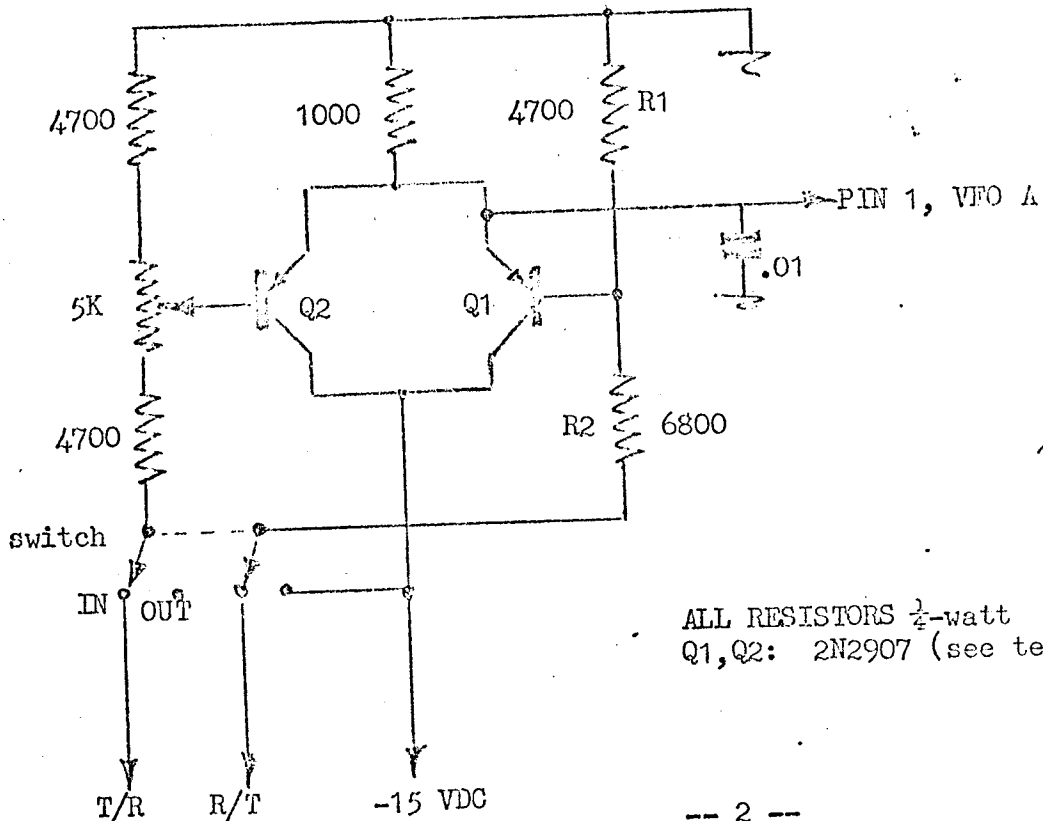 4700
1000
4700
R1
PIN 1, VFO A
.01
5K
Q2
Q1
4700
R2
6800
switch
IN
OUT
ALL RESISTORS ¼-watt
Q1,Q2: 2N2907 (see te
T/R
R/T
-15 VDC
-- 2 --